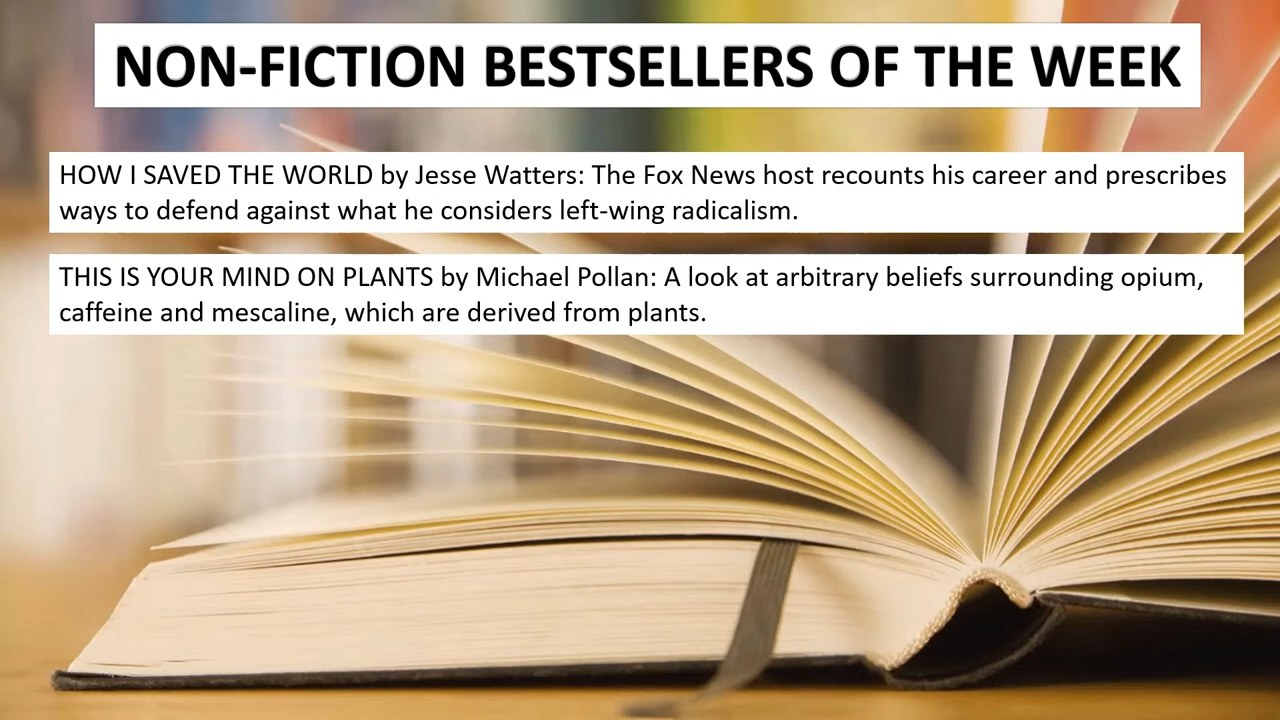 NON-FICTION BESTSELLERS OF THE WEEK
HOW I SAVED THE WORLD by Jesse Watters: The Fox News host recounts his career and prescribes
ways to defend against what he considers left-wing radicalism.
THIS IS YOUR MIND ON PLANTS by Michael Pollan: A look at arbitrary beliefs surrounding opium,
caffeine and mescaline, which are derived from plants.